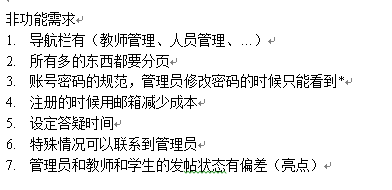 非功能需求
1. 导航栏有（教师管理、人员管理、…）
2. 所有多的东西都要分页
3. 账号密码的规范，管理员修改密码的时候只能看到*
4. 注册的时候用邮箱减少成本
5. 设定答疑时间
6. 特殊情况可以联系到管理员
7. 管理员和教师和学生的发帖状态有偏差（亮点）